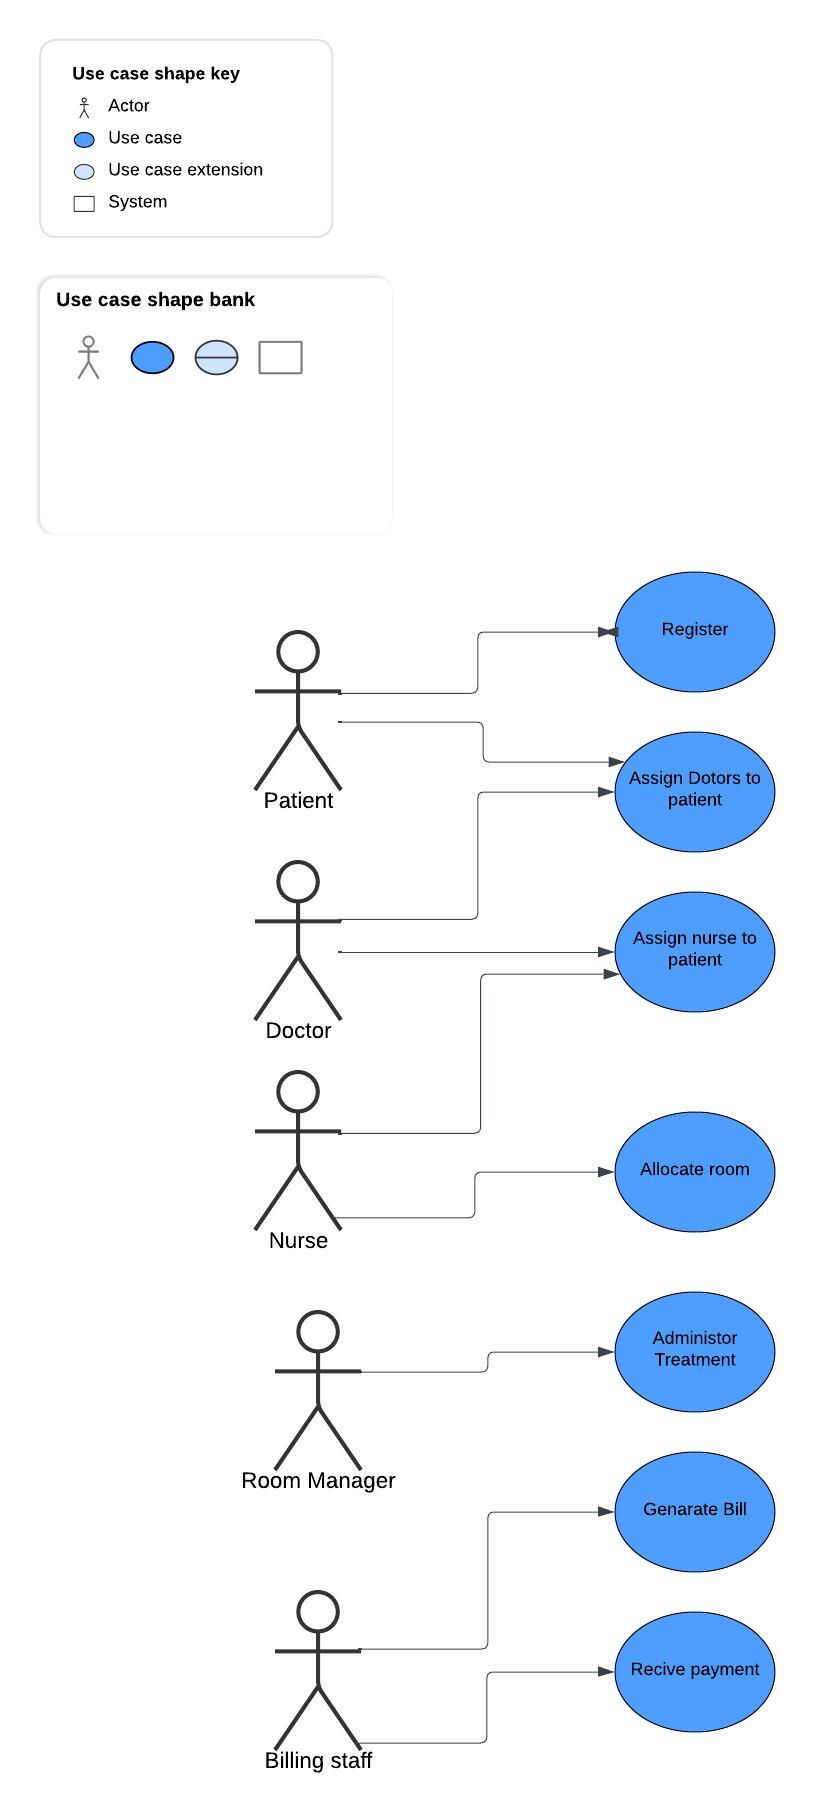 Use case shape key
Actor
Use case
Use case extension
System
Use case shape bank
Register
Patient
Assign Dotors to
patient
Assign nurse to
patient
Doctor
Allocate room
Nurse
Administor
Treatment
Room Manager
Genarate Bill
Recive payment
Billing staff